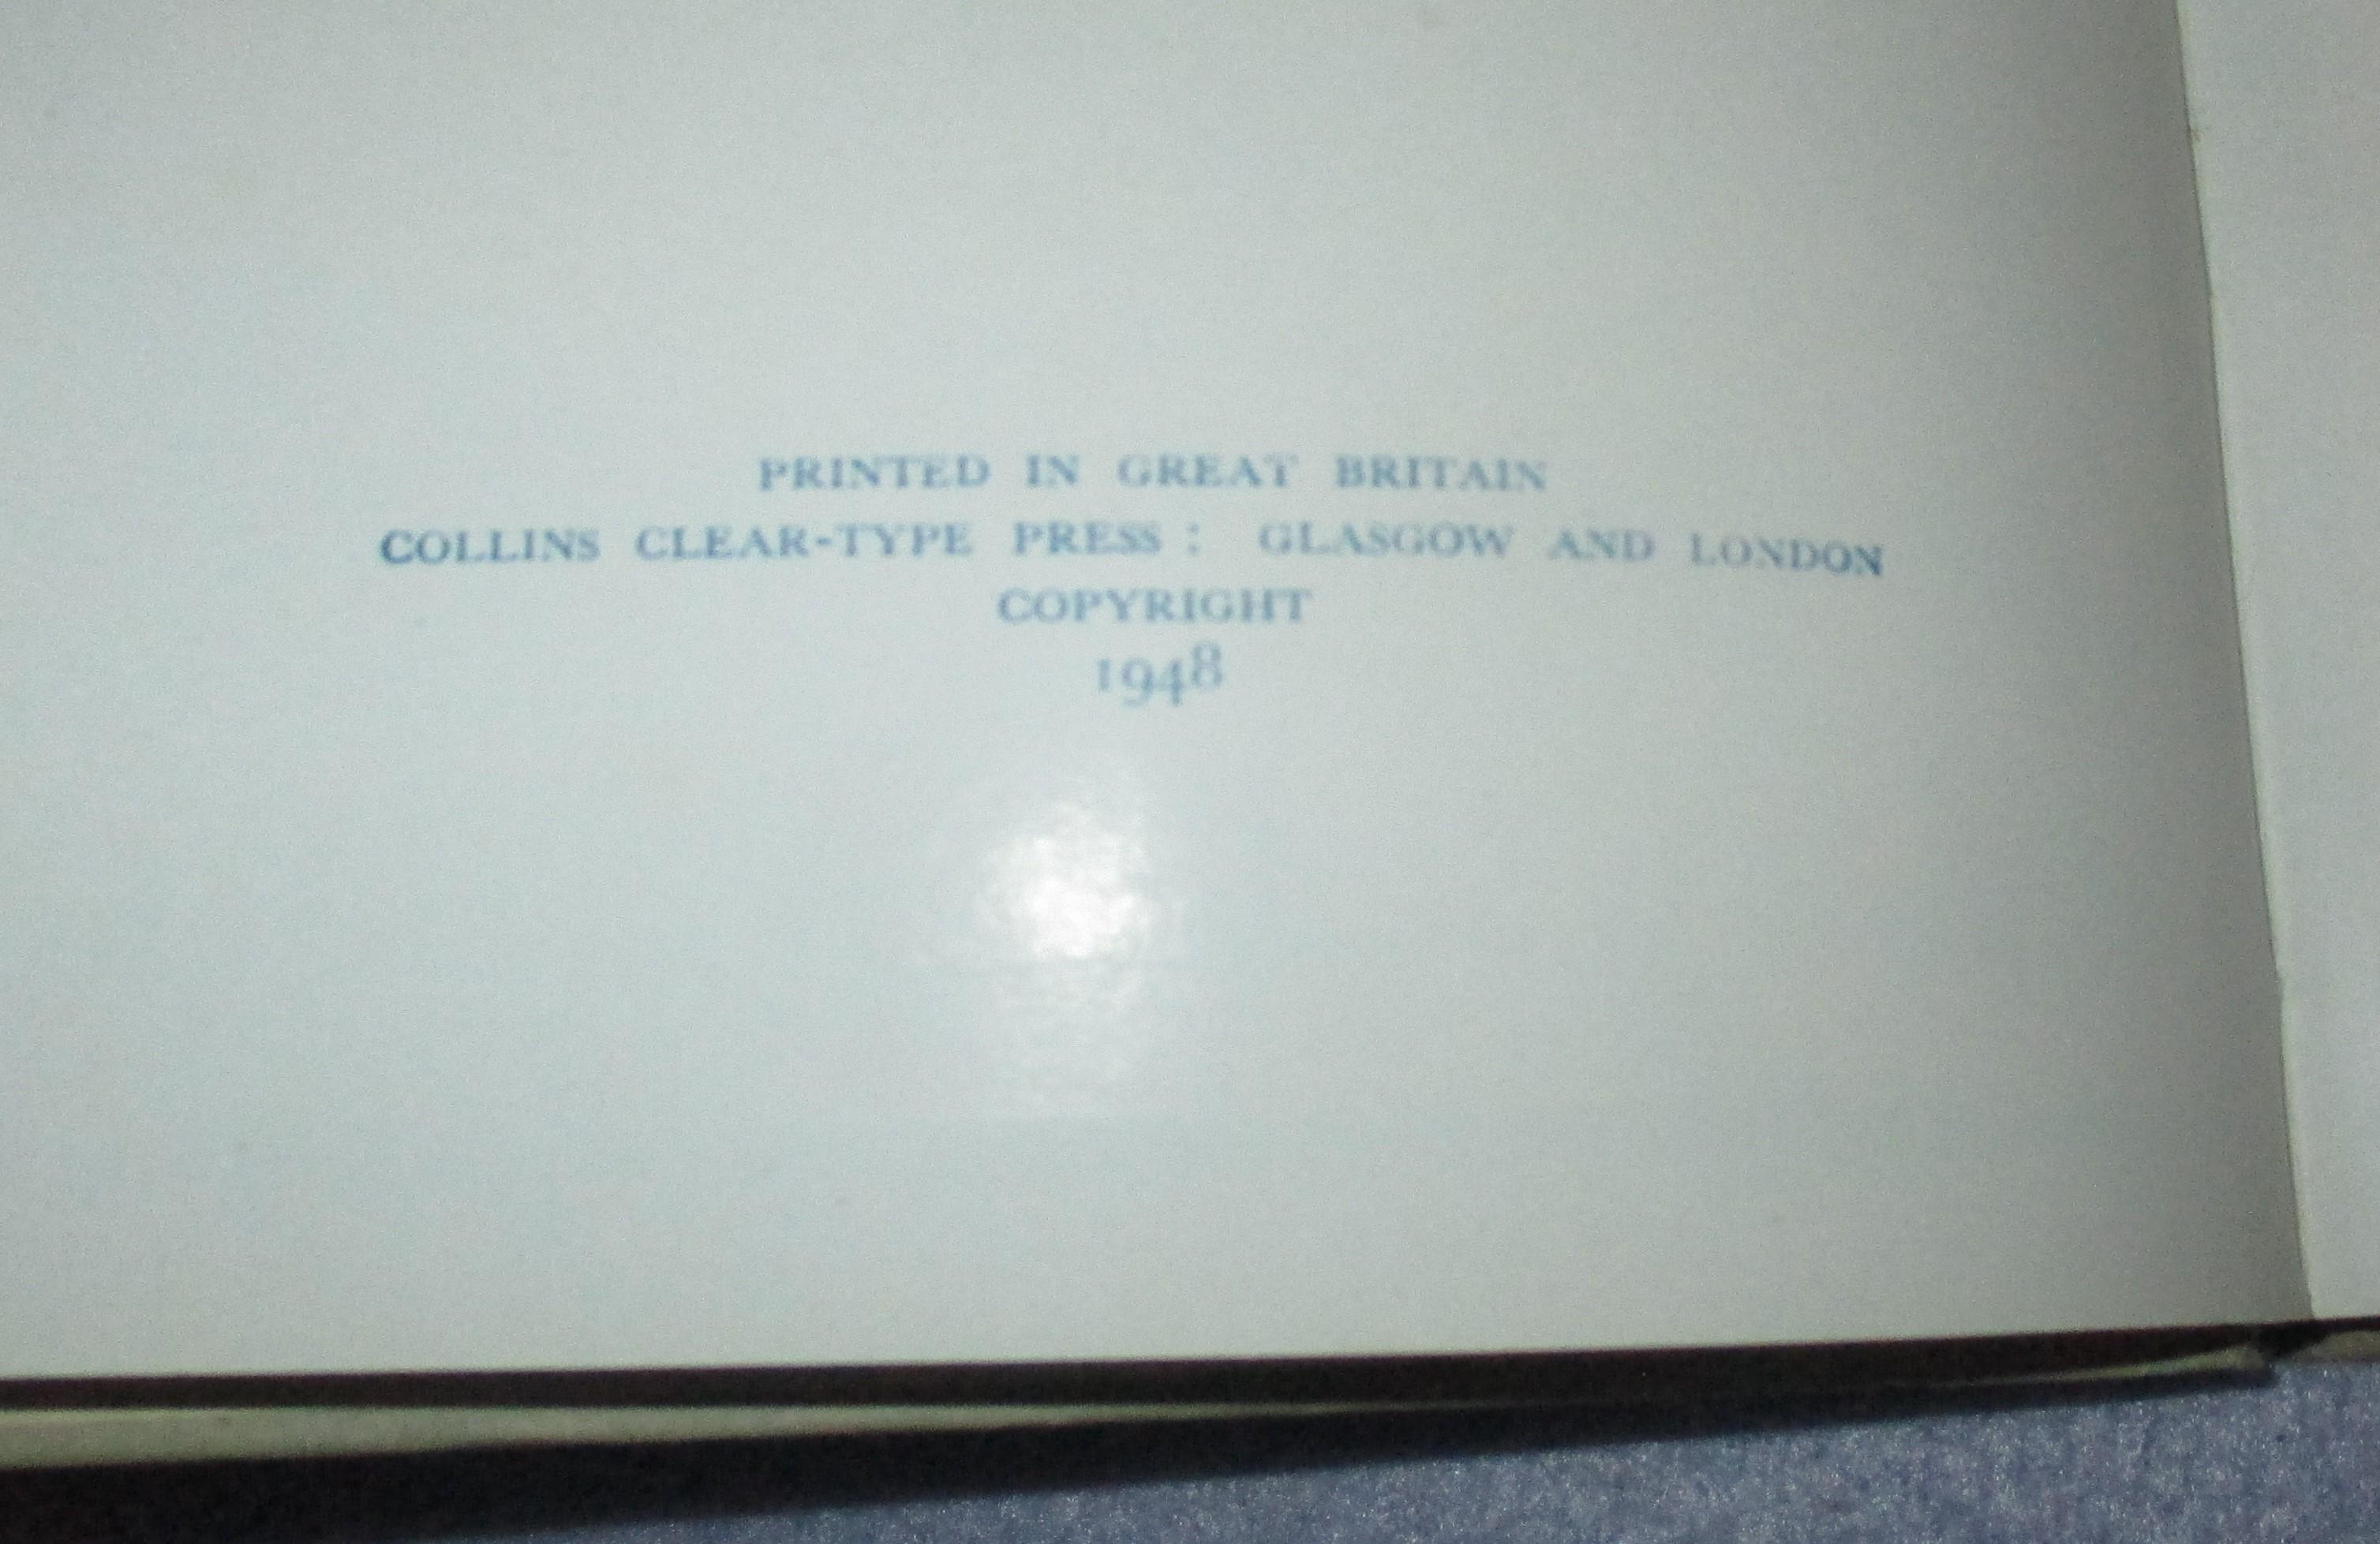 PRINTED IN GREAT BRITAIN
COLLINS CLEAR-TYPE PRESS : GLASGOW AND LONDON
COPYRIGHT
1948